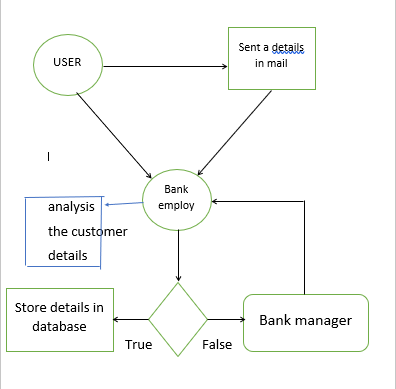 USER
Sent a details
in mail
Bank
employ
analysis
the customer
details
Store details in
database
True
False
Bank manager